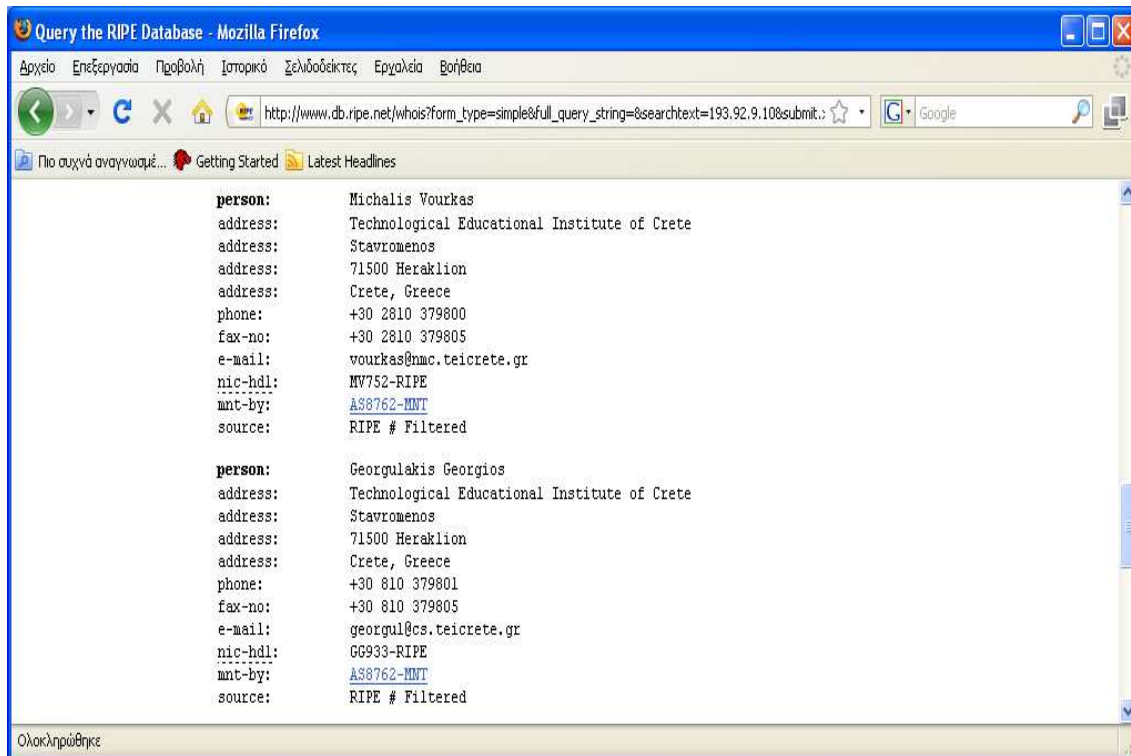 Query the RIPE Database - Mozilla Firefox
Αρχείο Επεξεργασία Προβολή Ιστορικό Σελιδοδείκτες Εργαλεία Βοήθεια
http://www.db.ripe.net/whois?form_type=simple&full_query_string=&searchtext=193.92.9.10&submit.: G Google
Πιο συχνά αναγνωσμέ... Getting Started Latest Headlines
person: Michalis Vourkas
address: Technological Educational Institute of Crete
address: Stavromenos
address: 71500 Heraklion
address: Crete, Greece
phone: +30 2810 379800
fax-no: +30 2810 379805
e-mail: vourkas@nmc.teicrete.gr
nic-hdl: MV752-RIPE
mnt-by: AS8762-MNT
source: RIPE # Filtered
person: Georgulakis Georgios
address: Technological Educational Institute of Crete
address: Stavromenos
address: 71500 Heraklion
address: Crete, Greece
phone: +30 810 379801
fax-no: +30 810 379805
e-mail: georgul@cs.teicrete.gr
nic-hdl: GG933-RIPE
mnt-by: AS8762-MNT
source: RIPE # Filtered
Ολοκληρώθηκε